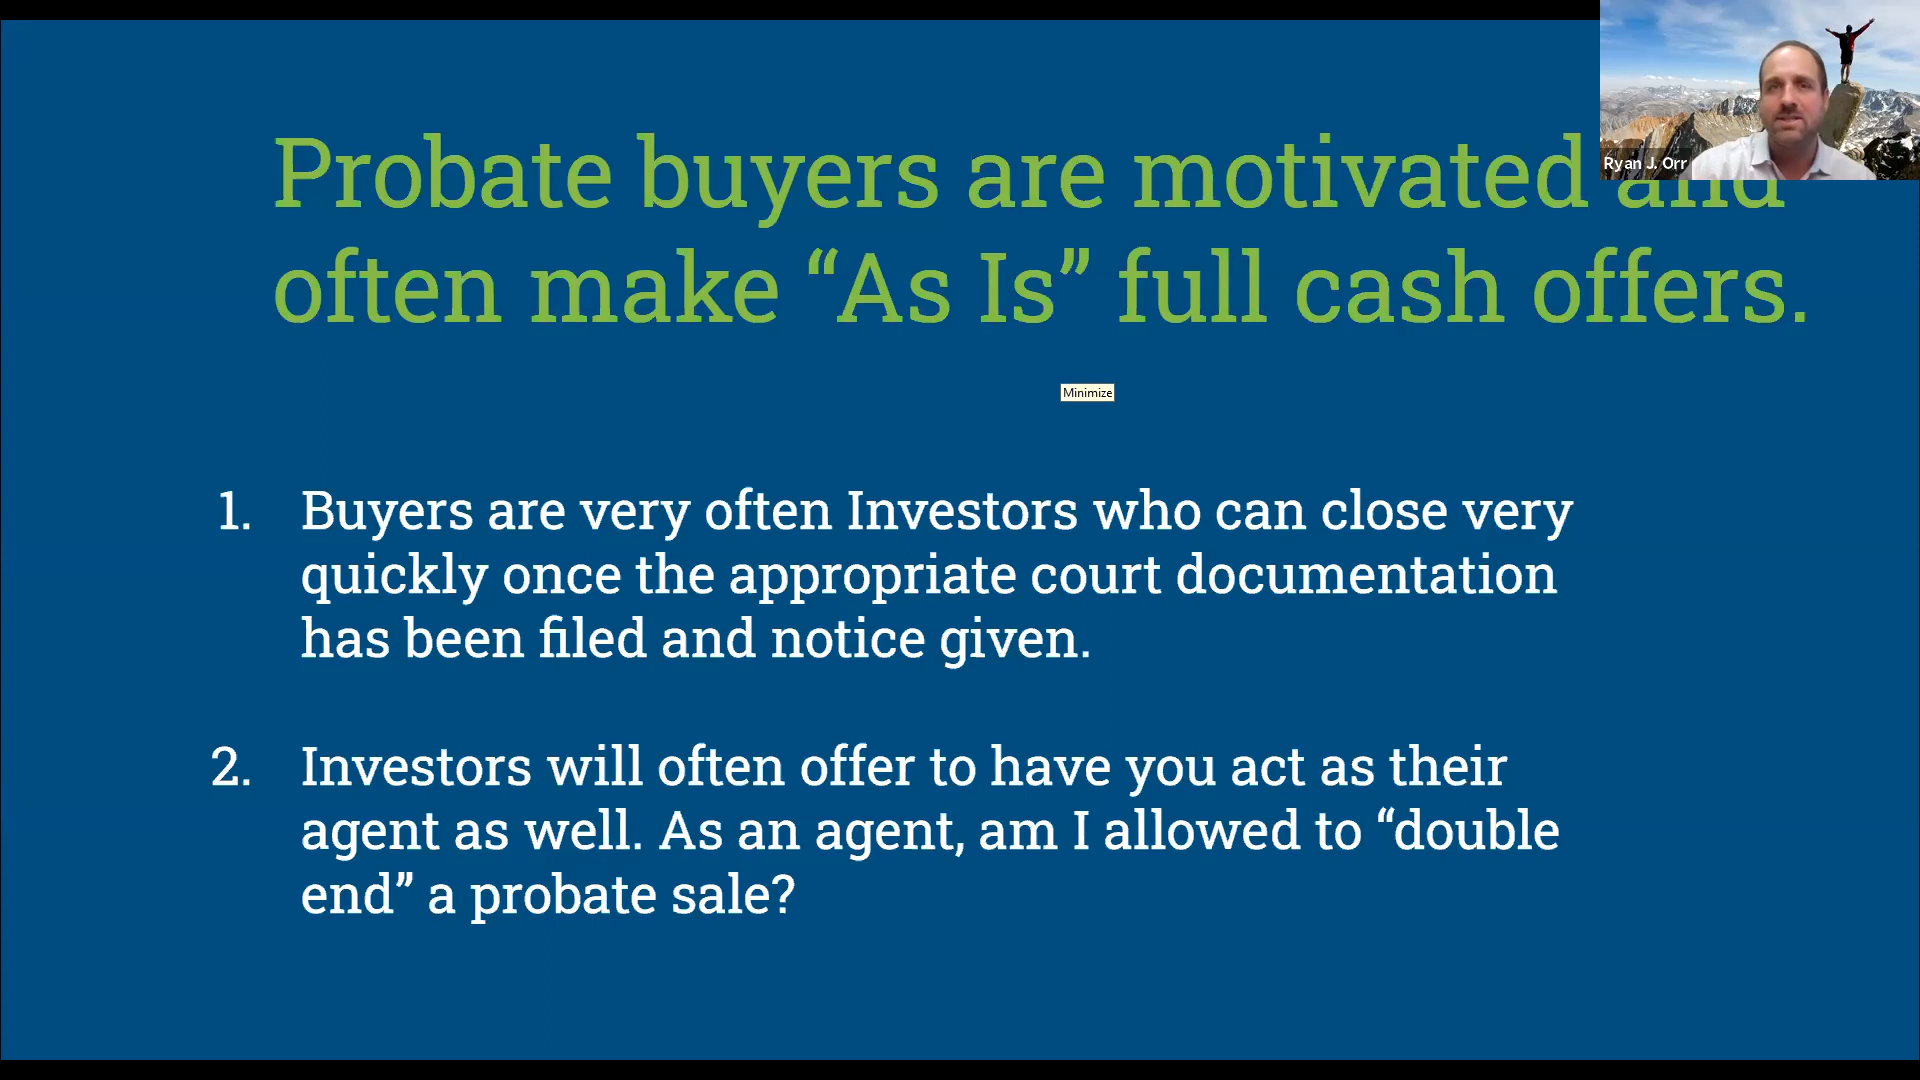 Probate buyers are motivated and
often make “As Is” full cash offers.
Ryan J. Orr
Minimize
1. Buyers are very often Investors who can close very
quickly once the appropriate court documentation
has been filed and notice given.
2. Investors will often offer to have you act as their
agent as well. As an agent, am I allowed to “double
end” a probate sale?